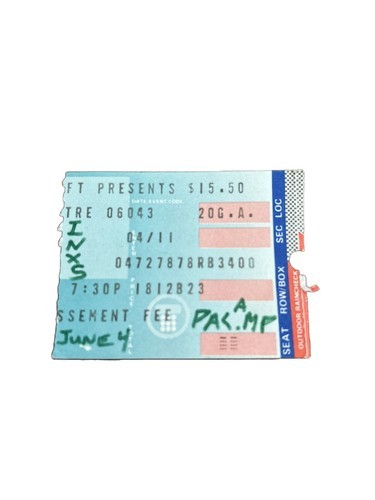 FT PRESENTS $15.50
DATE-EVENT CODE
TRE 06043 20G.A.
INXS
04/11
04727878RB3400
7:30P 1812B23
SSESSMENT FEE
PAC. AMP
JUNE 4
SEAT ROW/BOX SEC LOC
OUTDOOR RAINCHECK